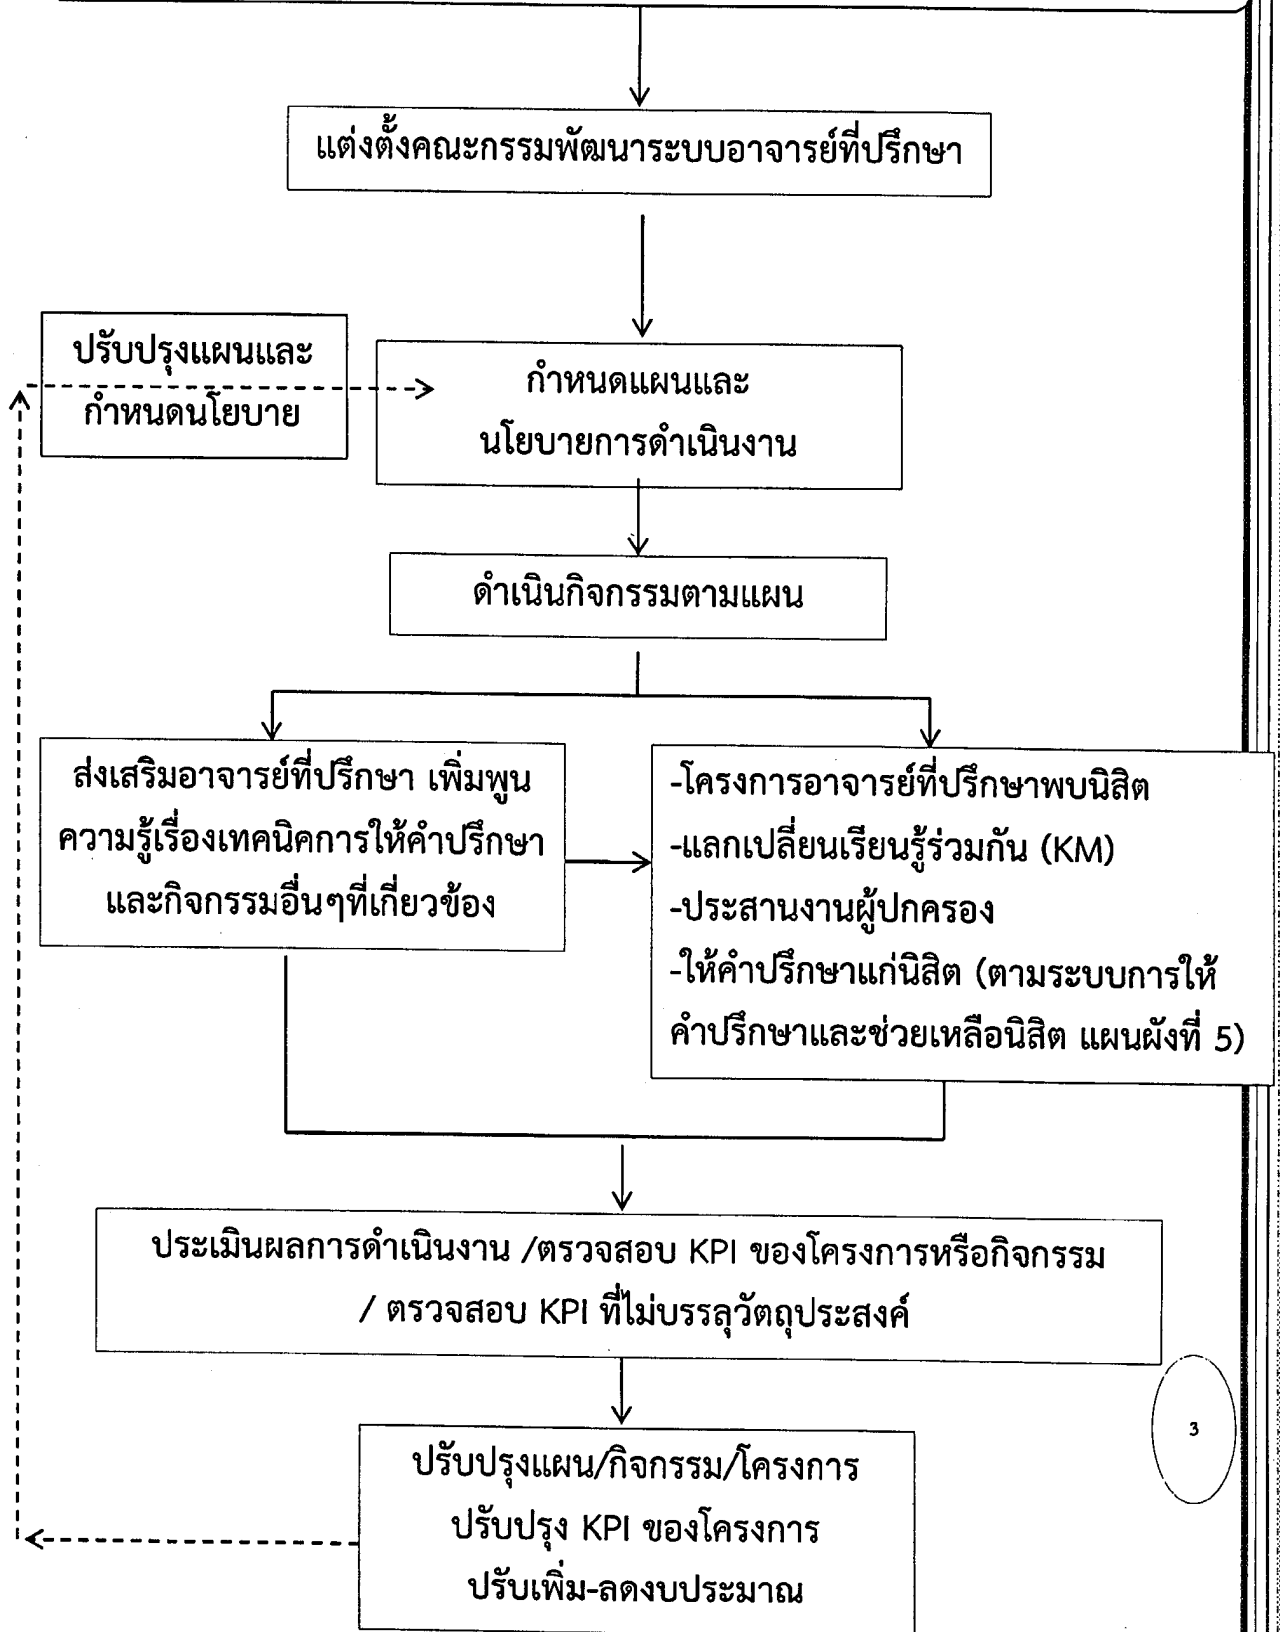 แต่งตั้งคณะกรรมพัฒนาระบบอาจารย์ที่ปรึกษา
ปรับปรุงแผนและ
กำหนดนโยบาย
กำหนดแผนและ
นโยบายการดำเนินงาน
ดำเนินกิจกรรมตามแผน
ส่งเสริมอาจารย์ที่ปรึกษา เพิ่มพูน
ความรู้เรื่องเทคนิคการให้คำปรึกษา
และกิจกรรมอื่นๆที่เกี่ยวข้อง
-โครงการอาจารย์ที่ปรึกษาพบนิสิต
-แลกเปลี่ยนเรียนรู้ร่วมกัน (KM)
-ประสานงานผู้ปกครอง
-ให้คำปรึกษาแก่นิสิต (ตามระบบการให้
คำปรึกษาและช่วยเหลือนิสิต แผนผังที่ 5)
ประเมินผลการดำเนินงาน /ตรวจสอบ KPI ของโครงการหรือกิจกรรม
/ ตรวจสอบ KPI ที่ไม่บรรลุวัตถุประสงค์
3
ปรับปรุงแผน/กิจกรรม/โครงการ
ปรับปรุง KPI ของโครงการ
ปรับเพิ่ม-ลดงบประมาณ